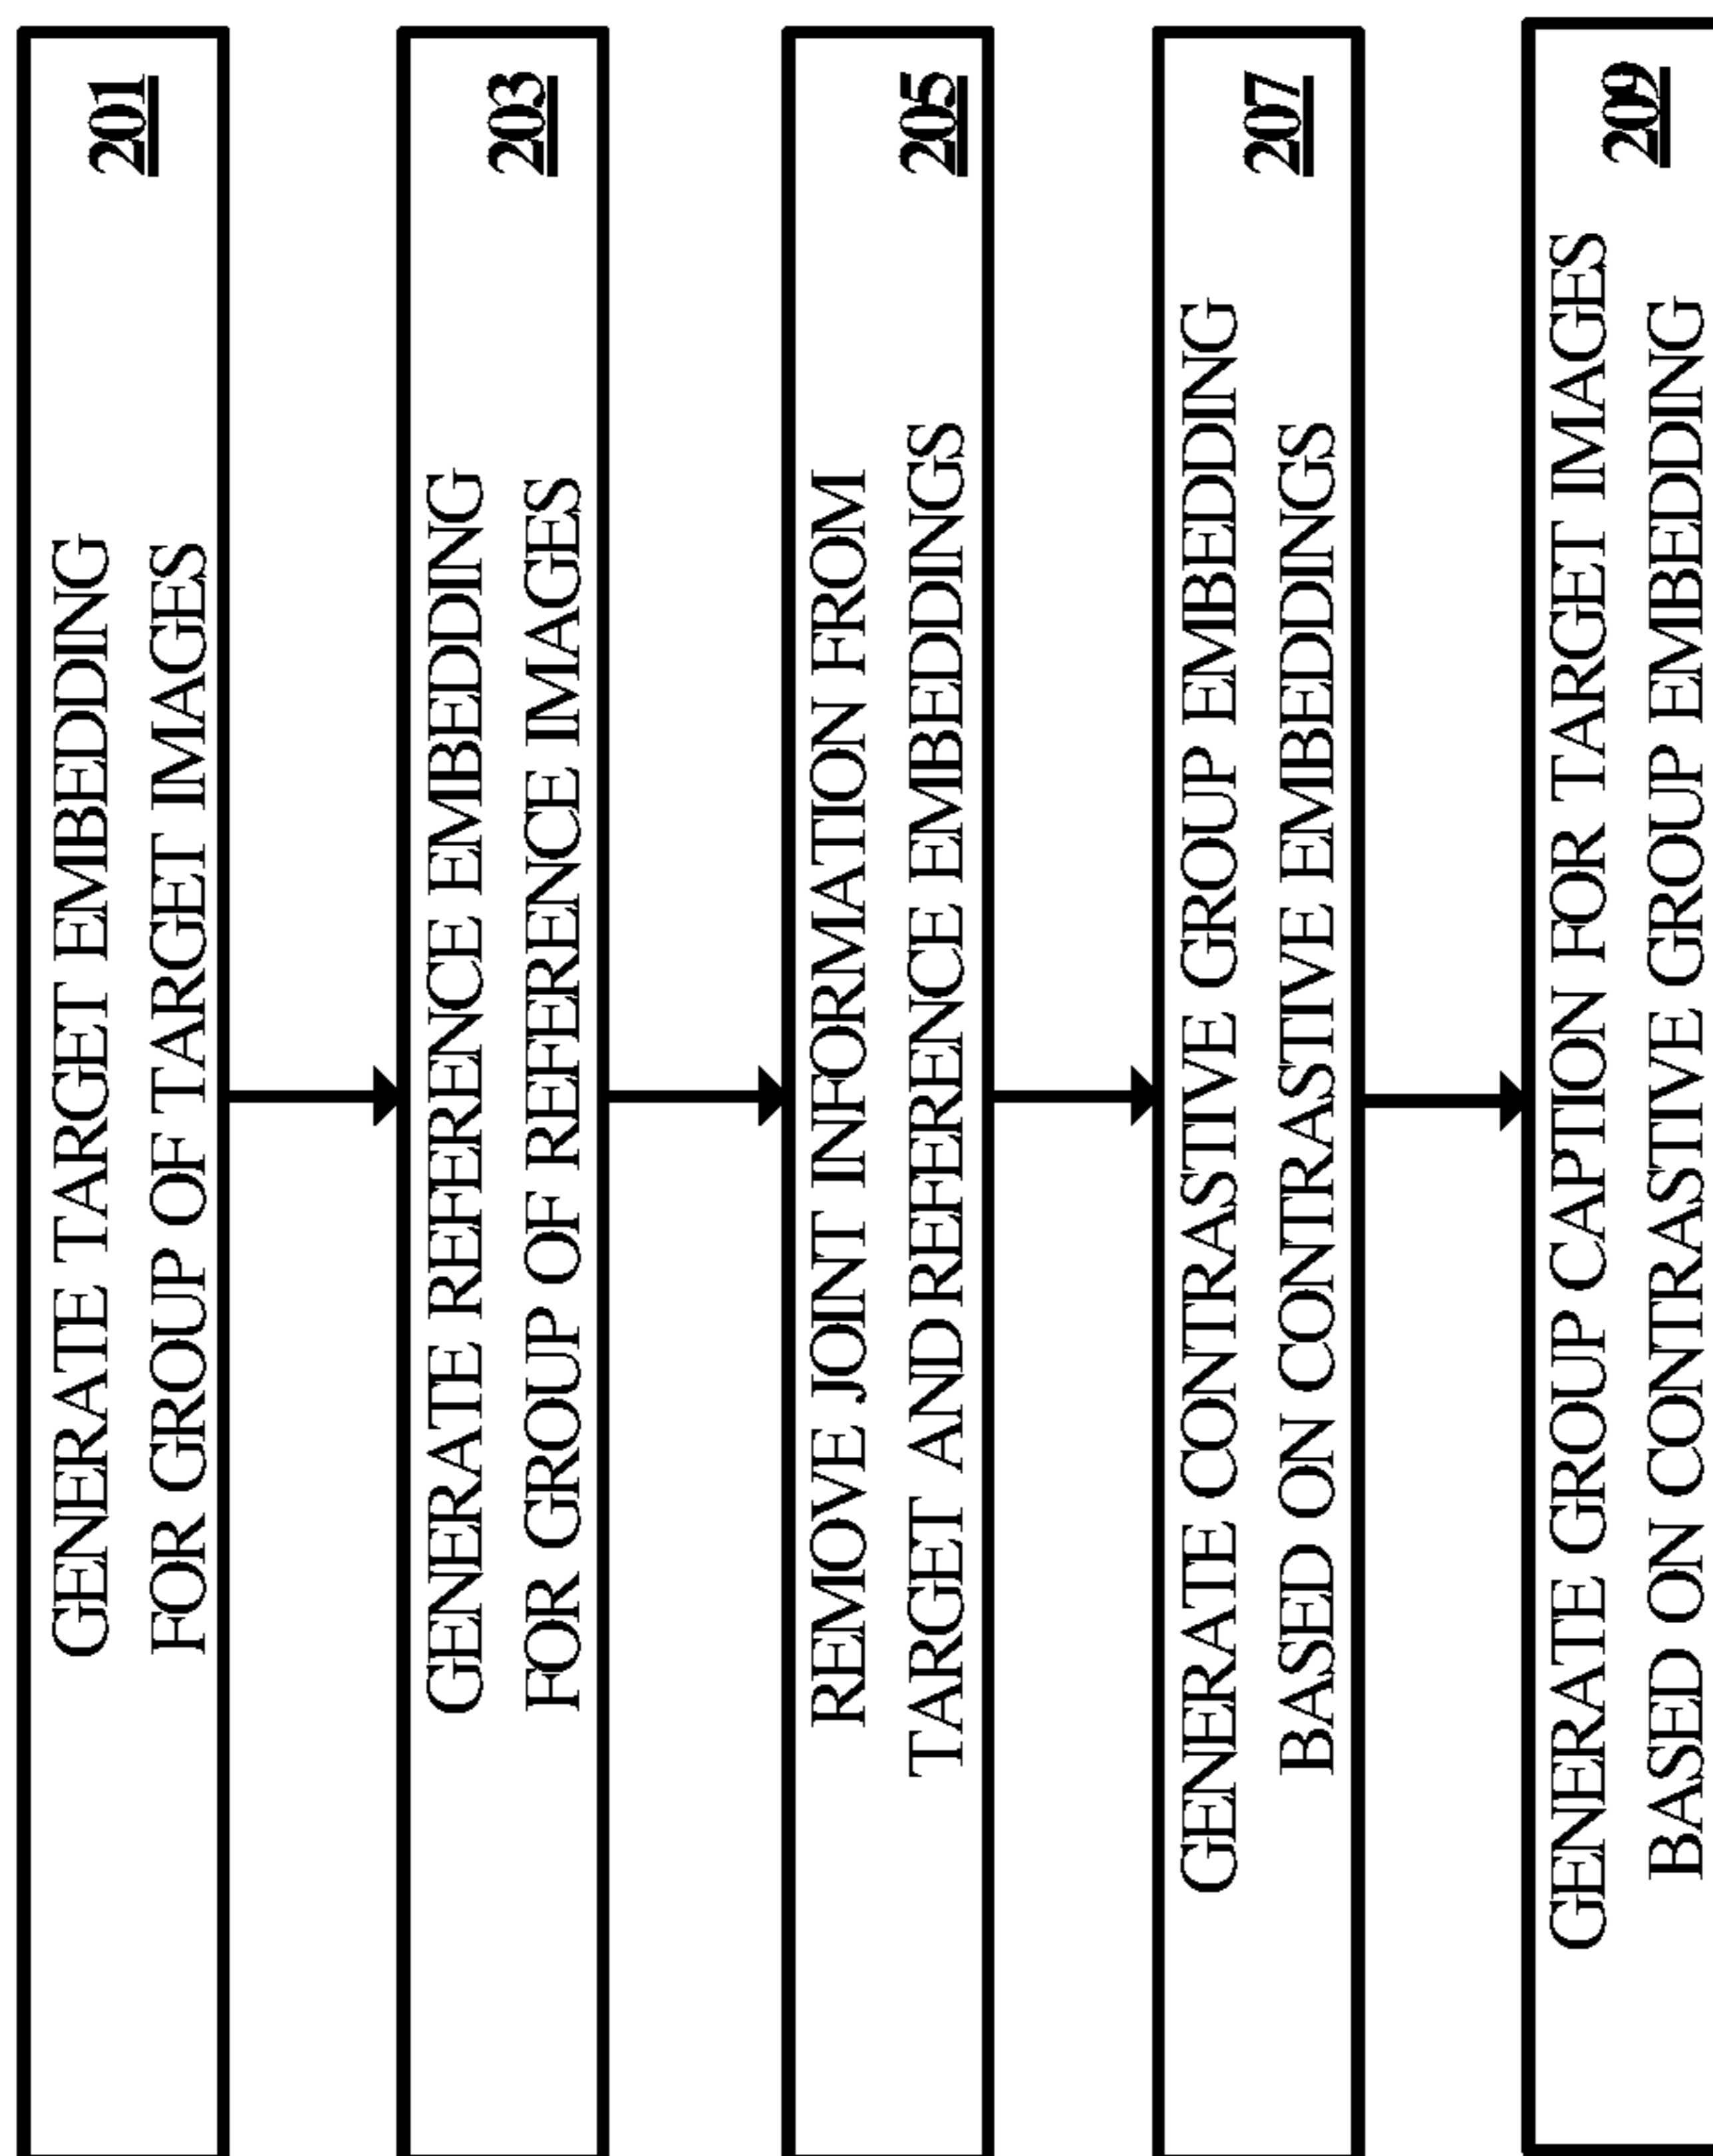 GENERATE TARGET EMBEDDING
FOR GROUP OF TARGET IMAGES
201
GENERATE REFERENCE EMBEDDING
FOR GROUP OF REFERENCE IMAGES
203
REMOVE JOINT INFORMATION FROM
TARGET AND REFERENCE EMBEDDINGS
205
GENERATE CONTRASTIVE GROUP EMBEDDING
BASED ON CONTRASTIVE EMBEDDINGS
207
GENERATE GROUP CAPTION FOR TARGET IMAGES
BASED ON CONTRASTIVE GROUP EMBEDDING
209